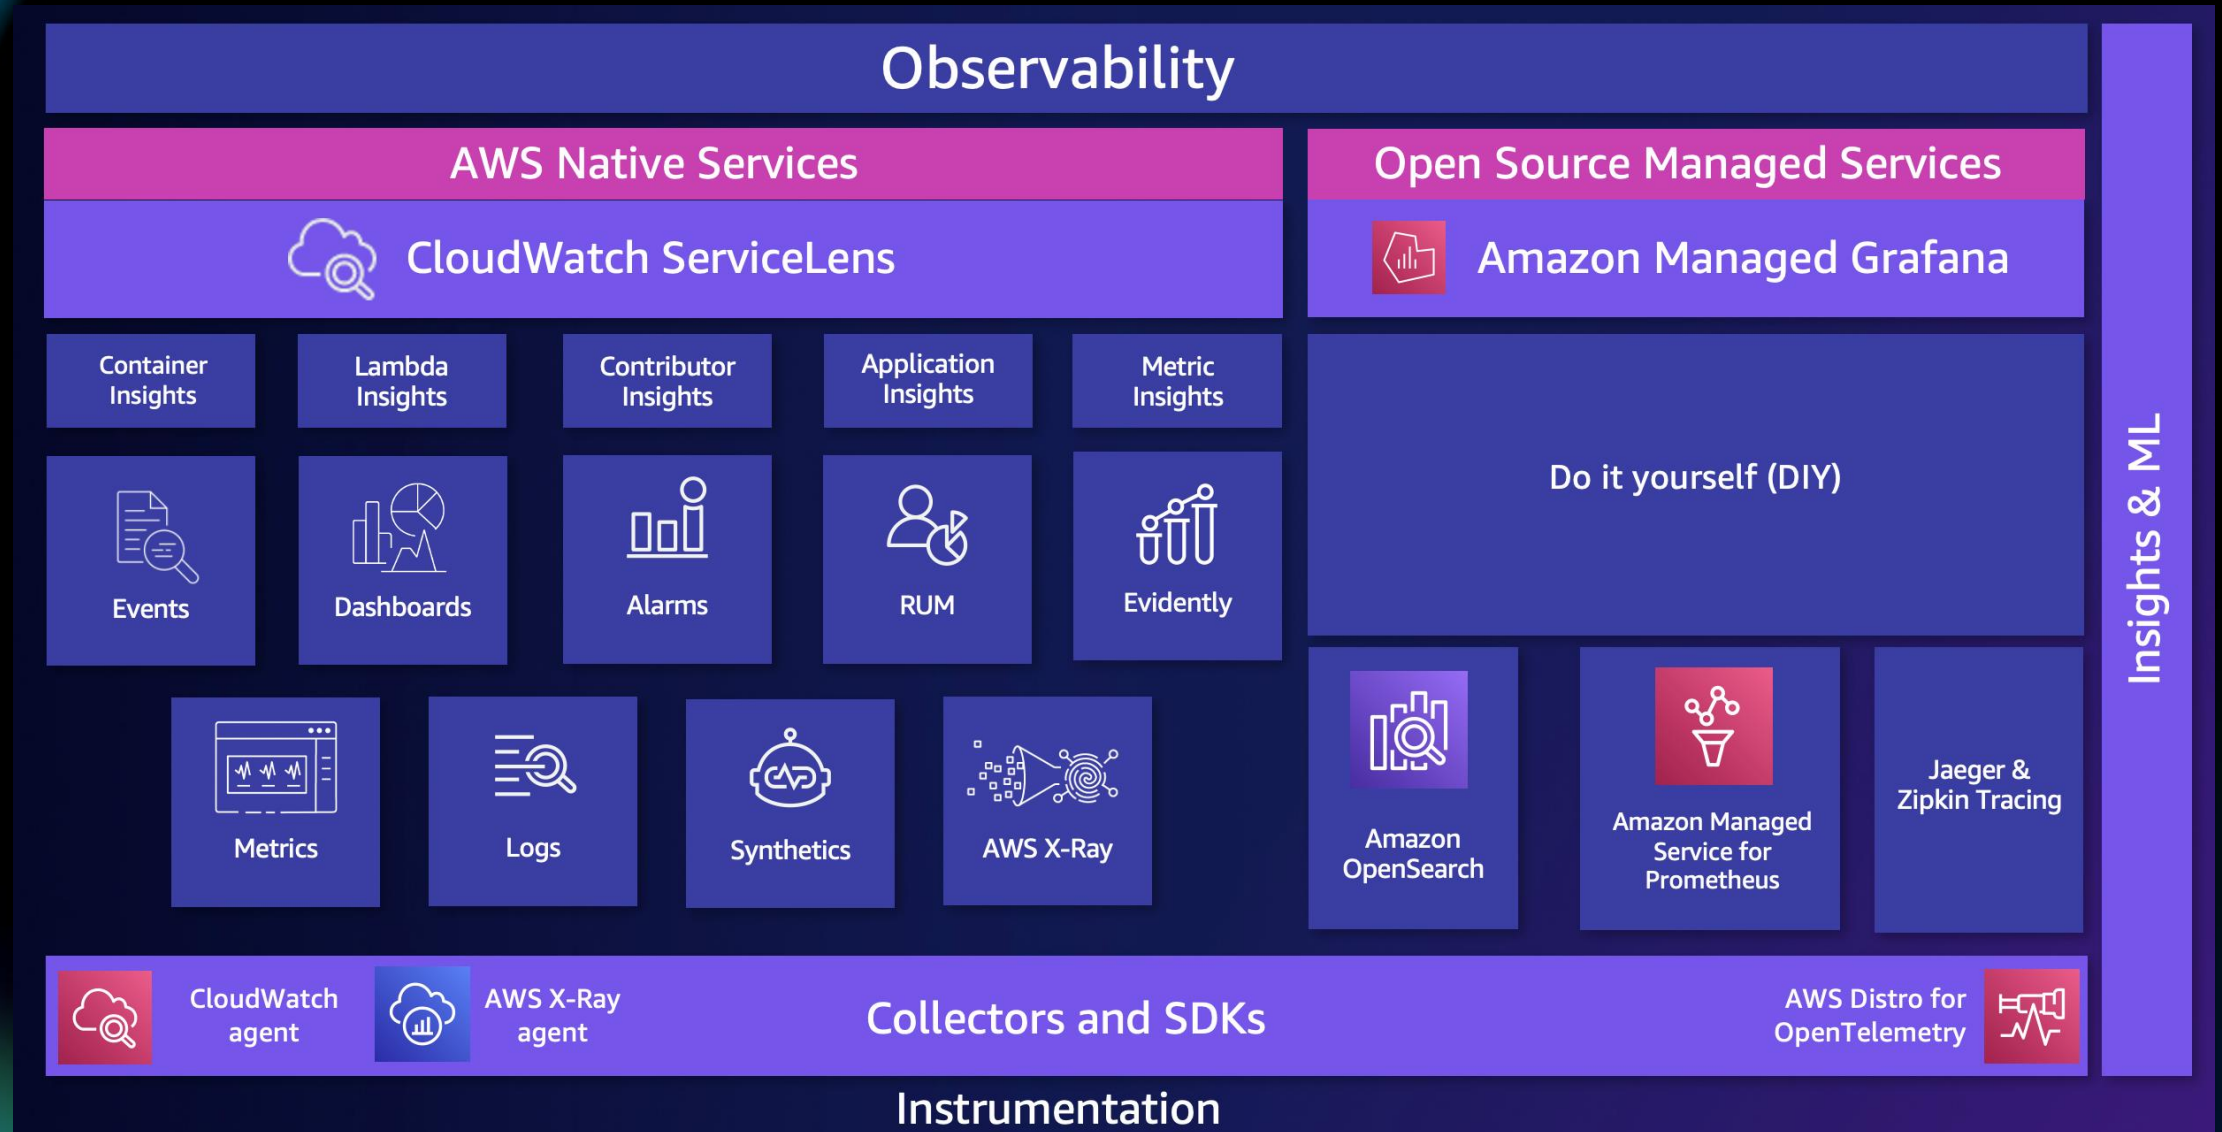 Observability
AWS Native Services
Open Source Managed Services
CloudWatch ServiceLens
Amazon Managed Grafana
Container
Insights
Lambda
Insights
Contributor
Insights
Application
Insights
Metric
Insights
Do it yourself (DIY)
Events
Dashboards
Alarms
RUM
Evidently
Metrics
Logs
Synthetics
AWS X-Ray
Amazon
OpenSearch
Amazon Managed
Service for
Prometheus
Jaeger &
Zipkin Tracing
Insights & ML
CloudWatch
agent
AWS X-Ray
agent
Collectors and SDKs
AWS Distro for
OpenTelemetry
Instrumentation